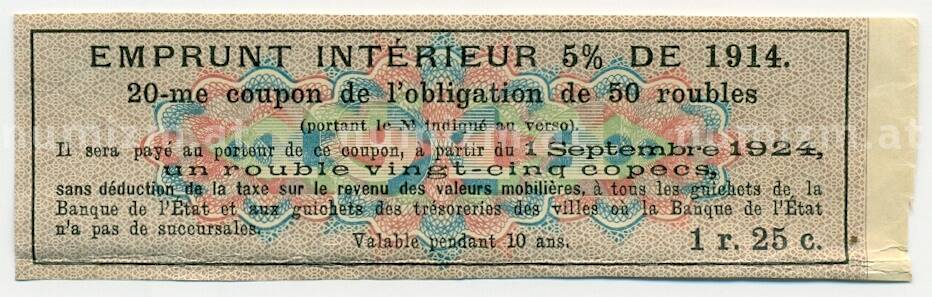 EMPRUNT INTÉRIEUR 5% DE 1914.
20-me coupon de l'obligation de 50 roubles
(portant le № indiqué au verso).
Il sera payé au porteur de ce coupon, à partir du 1 Septembre 1924,
un rouble vingt-cinq copecs,
sans déduction de la taxe sur le revenu des valeurs mobilières, à tous les guichets de la
Banque de l'État et aux guichets des trésoreries des villes où la Banque de l'État
n'a pas de succursales.
Valable pendant 10 ans.
1 r. 25 c.